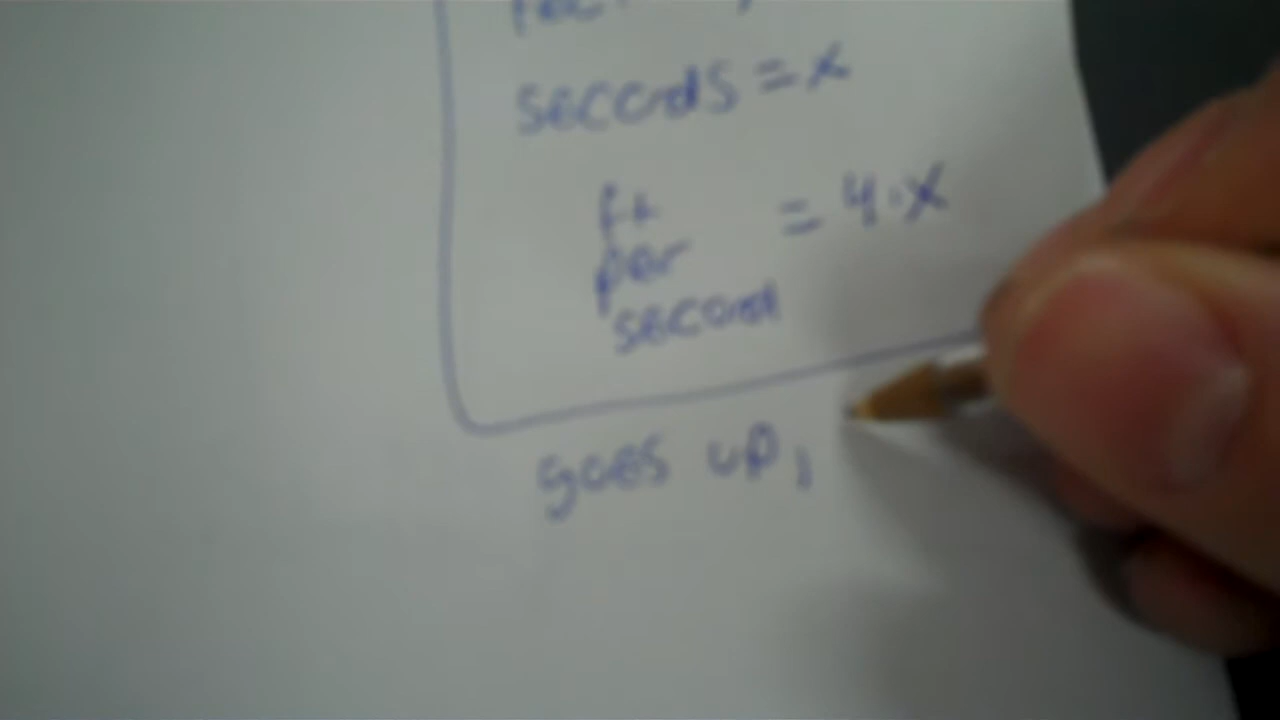 seconds = x
ft
per = 4·x
second
goes up,